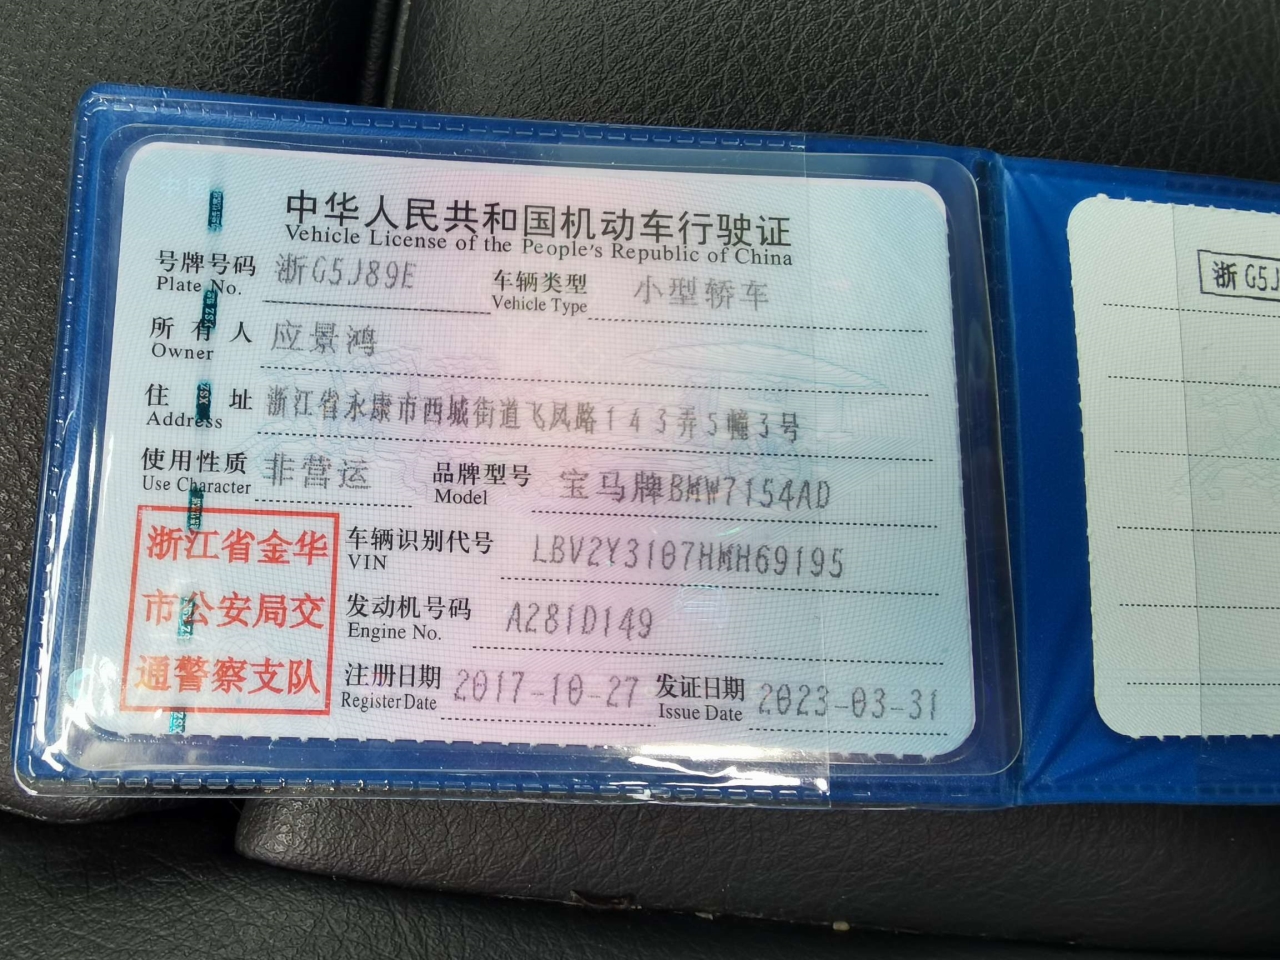 中华人民共和国机动车行驶证
Vehicle License of the People's Republic of China
号牌号码 浙G5J89E 车辆类型 小型轿车
Plate No. Vehicle Type
所有人 应景鸿
Owner
住址 浙江省永康市西城街道飞凤路143弄5幢3号
Address
使用性质 非营运 品牌型号 宝马牌BMW7154AD
Use Character Model
车辆识别代号 LBV2Y3107HMH69195
VIN
发动机号码 A281D149
Engine No.
注册日期 2017-10-27 发证日期 2023-03-31
Register Date Issue Date
浙江省金华
市公安局交
通警察支队
浙G5J